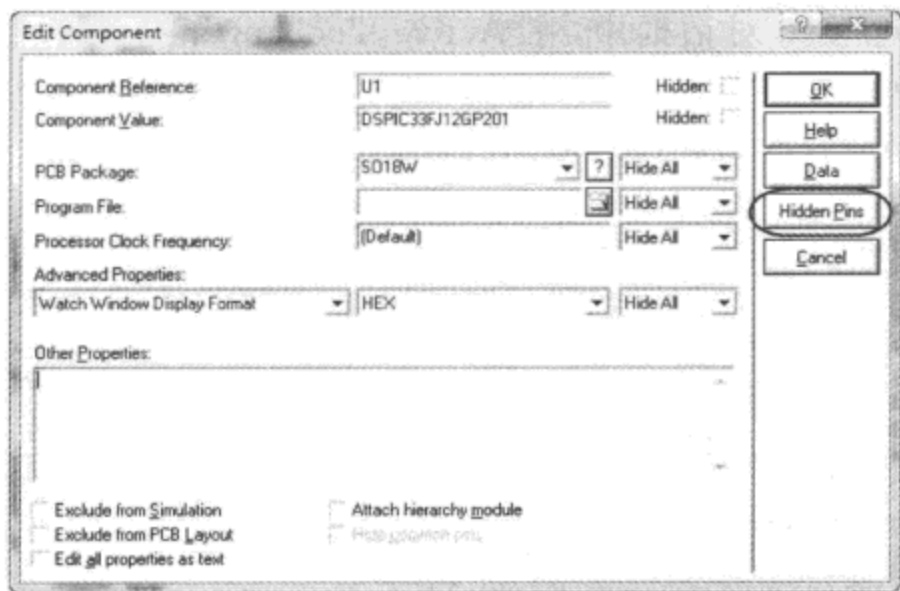 Edit Component
Component Reference: U1 Hidden: OK
Component Value: DSPIC33FJ12GP201 Hidden: Help
PCB Package: SO18W ? Hide All Data
Program File: Hide All Hidden Pins
Processor Clock Frequency: (Default) Hide All Cancel
Advanced Properties:
Watch Window Display Format HEX Hide All
Other Properties:
Exclude from Simulation Attach hierarchy module
Exclude from PCB Layout Hide common pins
Edit all properties as text